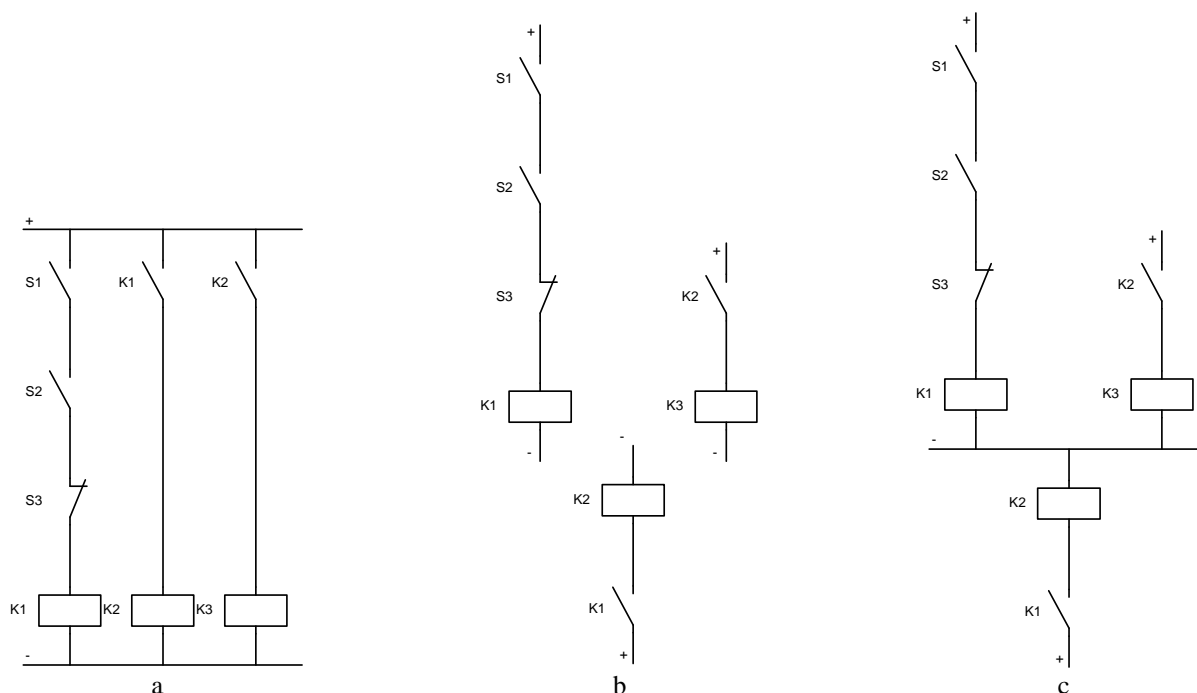 +
S1 K1 K2
S2
S3
K1 K2 K3
-
a
+
S1
S2
+
S3 K2
K1 K3
- - -
K2
K1
+
b
+
S1
S2
+
S3 K2
K1 K3
-
K2
K1
+
c